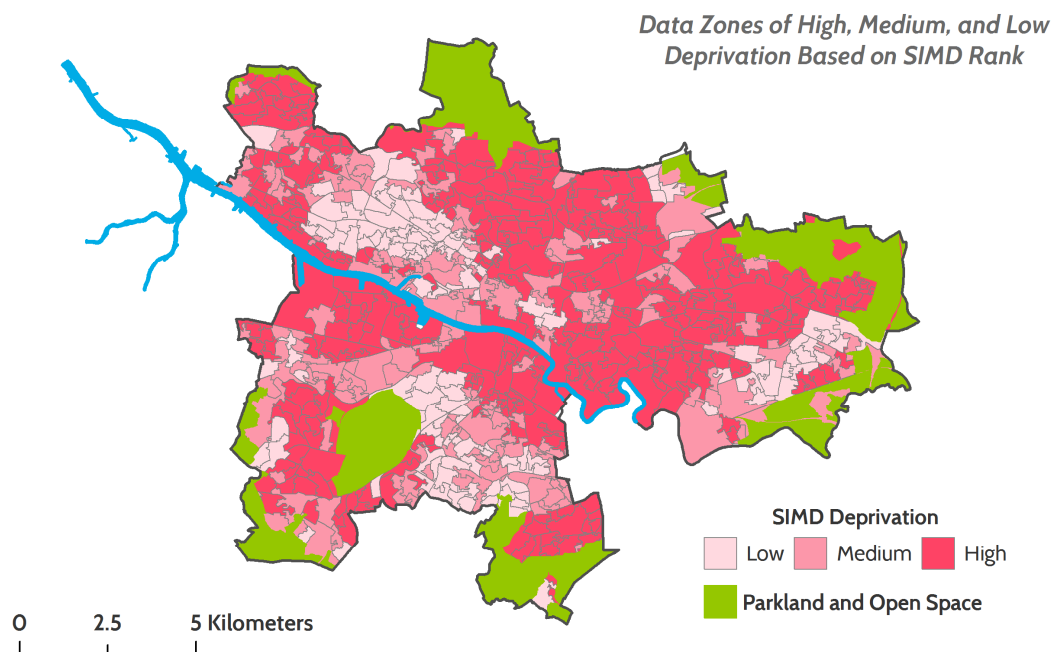 Data Zones of High, Medium, and Low
Deprivation Based on SIMD Rank
SIMD Deprivation
Low Medium High
Parkland and Open Space
0 2.5 5 Kilometers